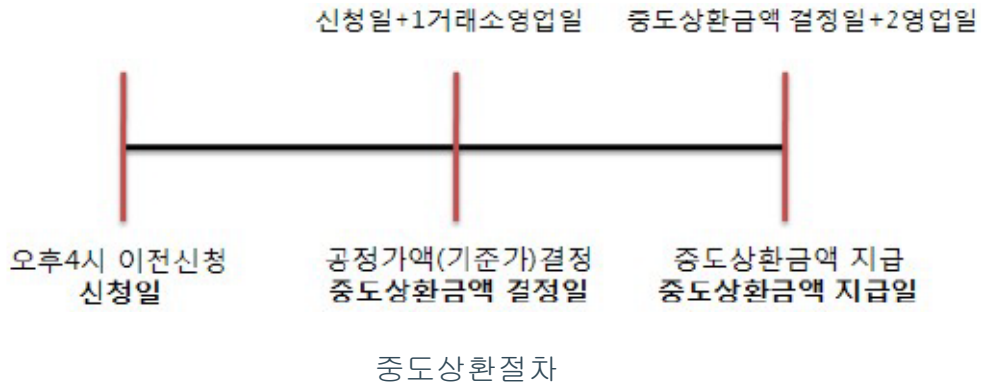 신청일+1거래소영업일
중도상환금액 결정일+2영업일
오후4시 이전신청
신청일
공정가액(기준가)결정
중도상환금액 결정일
중도상환금액 지급
중도상환금액 지급일
중도상환절차